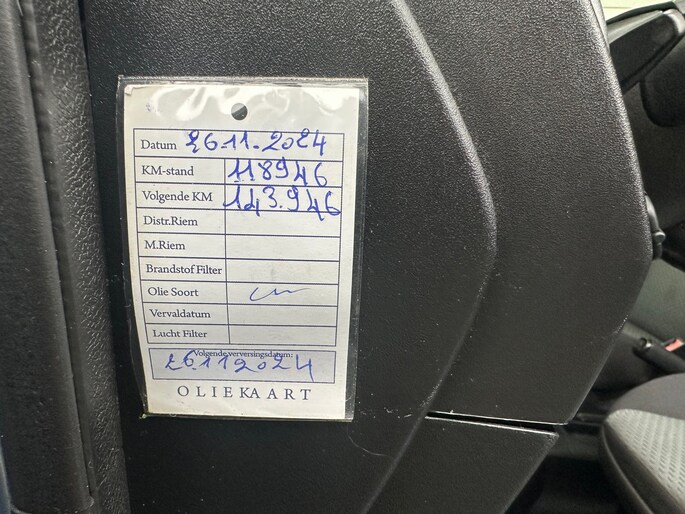 Datum 26.11.2024
KM-stand 118946
Volgende KM 143.946
Distr.Riem
M.Riem
Brandstof Filter
Olie Soort
Vervaldatum
Lucht Filter
Volgende verversingsdatum:
26.11 2024
OLIEKAART